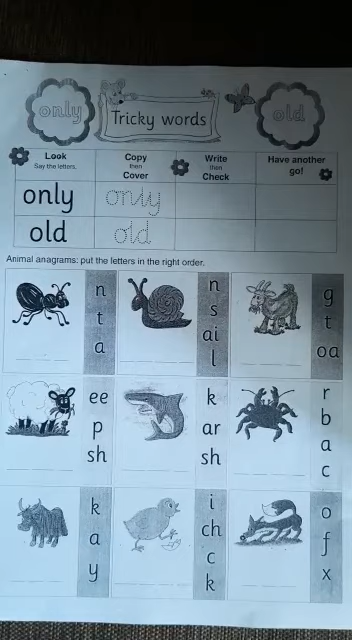 only Tricky words old
Look Copy Write Have another
Say the letters. then then go!
Cover Check
only only
old old
Animal anagrams: put the letters in the right order.
n n g
t s t
a ai oa
l
ee k r
p ar b
sh sh a
c
k i o
a ch f
y c x
k